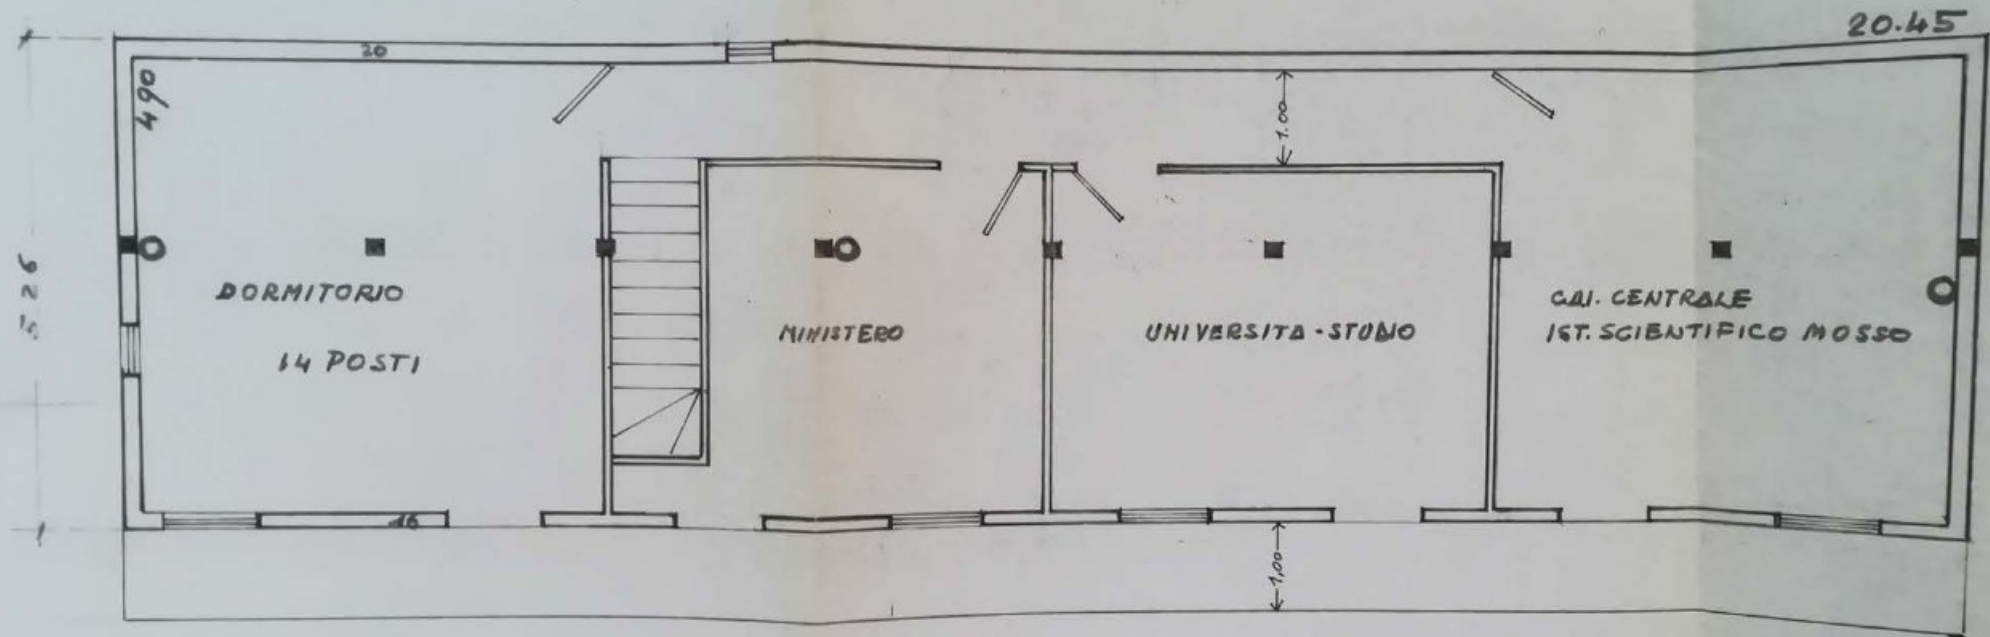 20.45
20
490
1.00
526
DORMITORIO
14 POSTI
MINISTERO
UNIVERSITA - STUDIO
CAI. CENTRALE
IST. SCIENTIFICO MOSSO
16
1,00